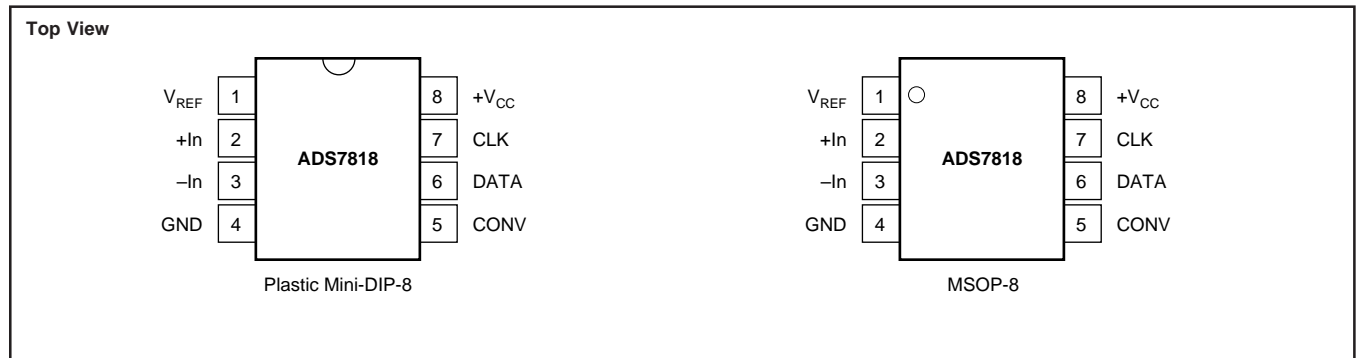 Top View
V_REF 1 8 +V_CC
+In 2 7 CLK
ADS7818
–In 3 6 DATA
GND 4 5 CONV
Plastic Mini-DIP-8
V_REF 1 8 +V_CC
+In 2 7 CLK
ADS7818
–In 3 6 DATA
GND 4 5 CONV
MSOP-8